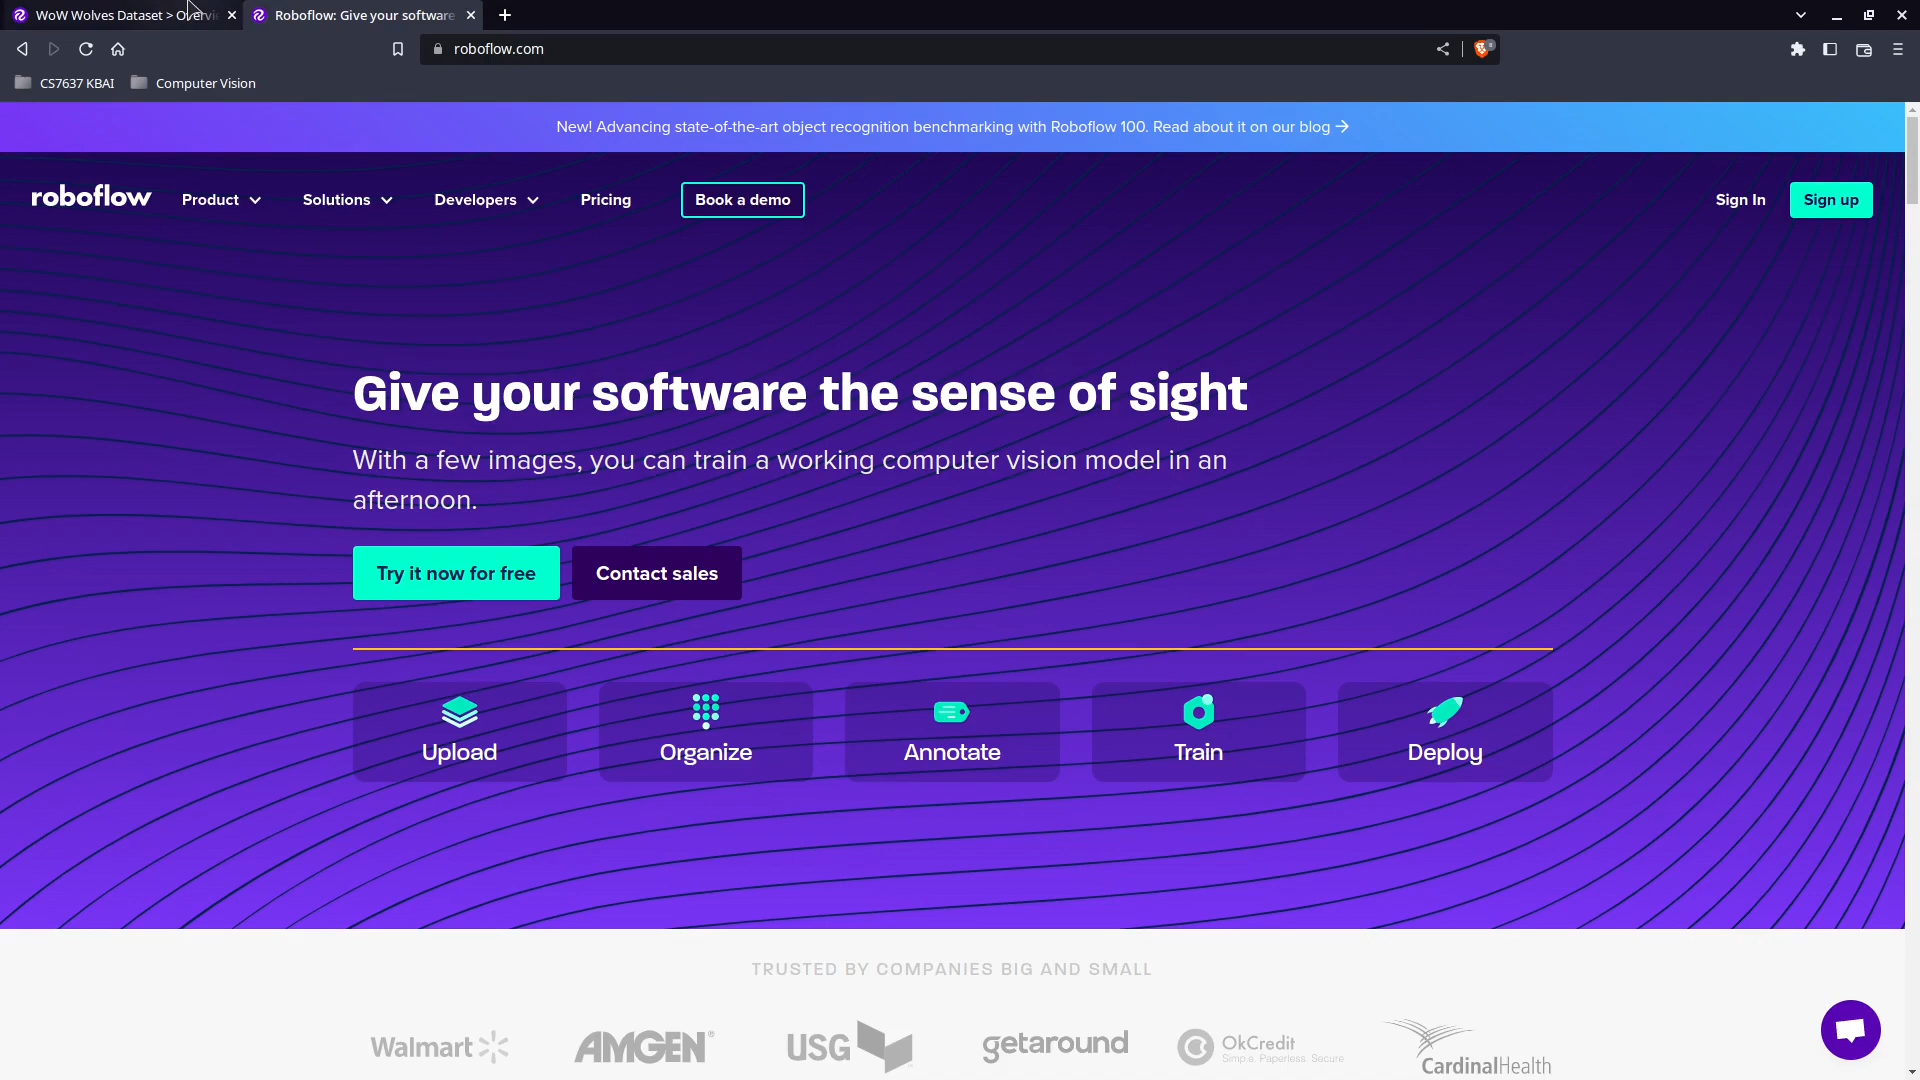 WoW Wolves Dataset > Overvi
Roboflow: Give your software
roboflow.com
8
CS7637 KBAI
Computer Vision
New! Advancing state-of-the-art object recognition benchmarking with Roboflow 100. Read about it on our blog →
roboflow
Product
Solutions
Developers
Pricing
Book a demo
Sign In
Sign up
Give your software the sense of sight
With a few images, you can train a working computer vision model in an
afternoon.
Try it now for free
Contact sales
Upload
Organize
Annotate
Train
Deploy
TRUSTED BY COMPANIES BIG AND SMALL
Walmart
AMGEN®
USG
getaround
OkCredit
Simple. Paperless. Secure
CardinalHealth